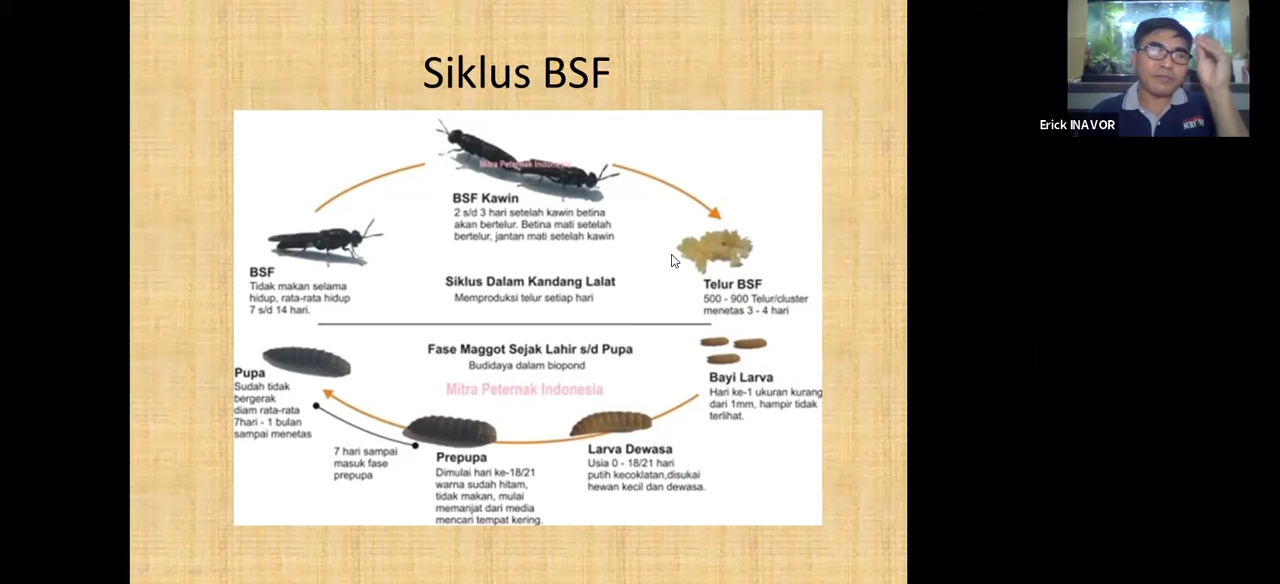 Siklus BSF
Erick INAVOR
Mitra Peternak Indonesia
BSF Kawin
2 s/d 3 hari setelah kawin betina
akan bertelur. Betina mati setelah
bertelur, jantan mati setelah kawin
BSF
Tidak makan selama
hidup, rata-rata hidup
7 s/d 14 hari.
Siklus Dalam Kandang Lalat
Memproduksi telur setiap hari
Telur BSF
500 - 900 Telur/cluster
menetas 3 - 4 hari
Fase Maggot Sejak Lahir s/d Pupa
Budidaya dalam biopond
Mitra Peternak Indonesia
Bayi Larva
Hari ke-1 ukuran kurang
dari 1mm, hampir tidak
terlihat.
Larva Dewasa
Usia 0 - 18/21 hari
putih kecoklatan,disukai
hewan kecil dan dewasa.
Prepupa
Dimulai hari ke-18/21
warna sudah hitam,
tidak makan, mulai
memanjat dari media
mencari tempat kering.
7 hari sampai
masuk fase
prepupa
Pupa
Sudah tidak
bergerak
diam rata-rata
7hari - 1 bulan
sampai menetas